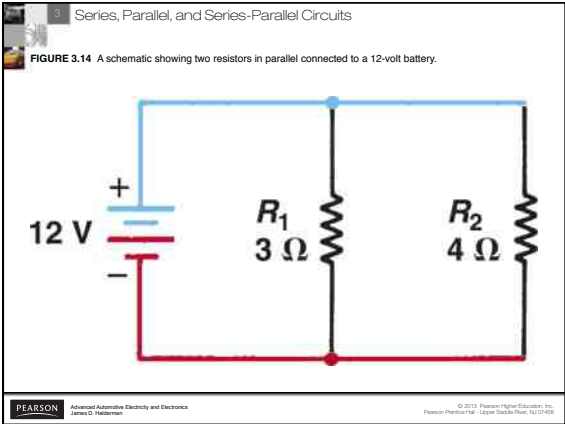 3 Series, Parallel, and Series-Parallel Circuits
FIGURE 3.14 A schematic showing two resistors in parallel connected to a 12-volt battery.
+
12 V
−
R₁
3 Ω
R₂
4 Ω
PEARSON
Advanced Automotive Electricity and Electronics
James D. Halderman
© 2013 Pearson Higher Education, Inc.
Pearson Prentice Hall - Upper Saddle River, NJ 07458